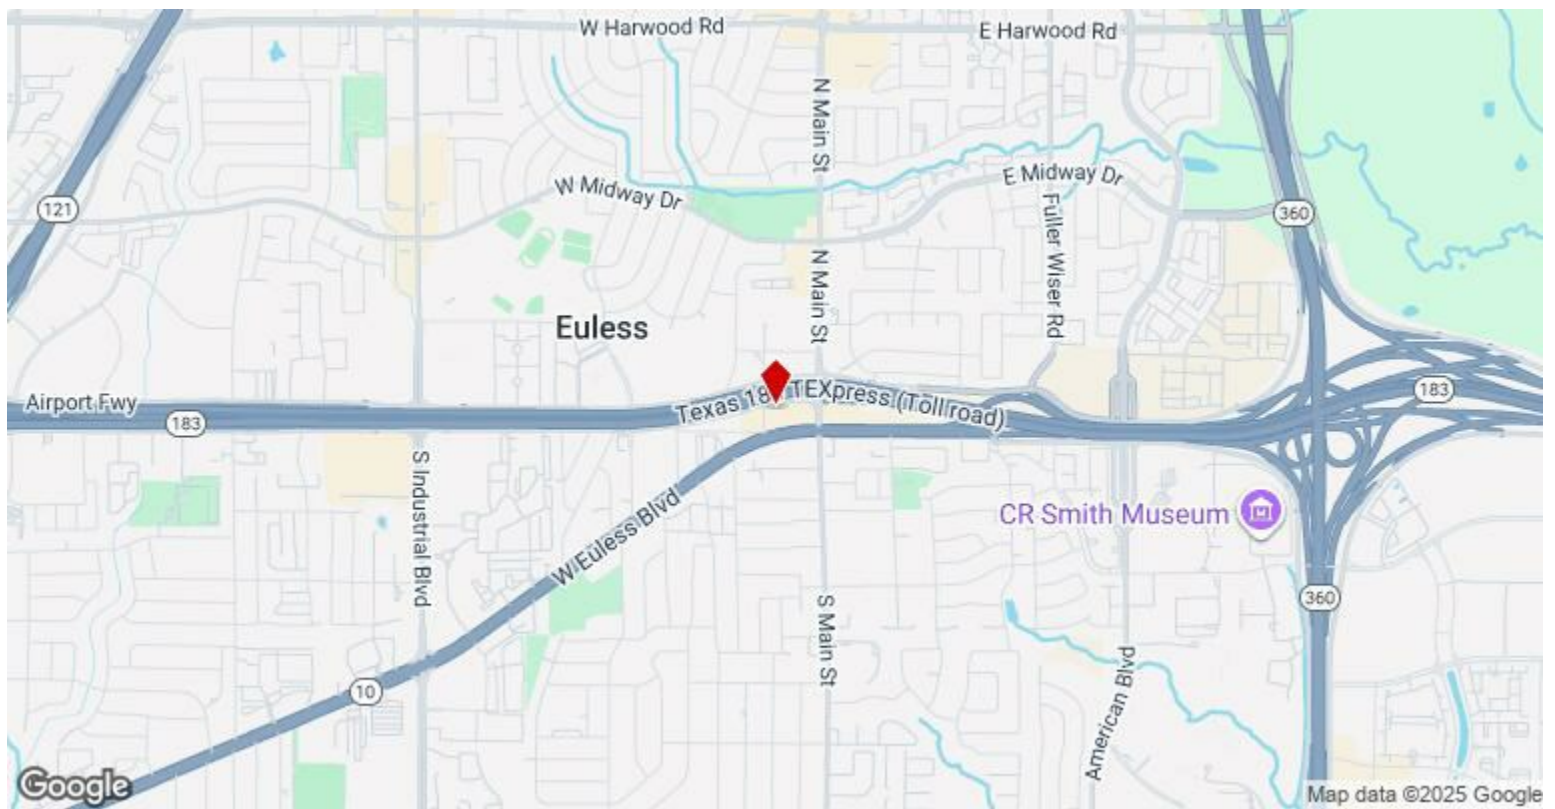 W Harwood Rd
E Harwood Rd
N Main St
W Midway Dr
E Midway Dr
121
360
Fuller Wiser Rd
N Main St
Euless
Airport Fwy
183
Texas 18 TEXpress (Toll road)
183
S Industrial Blvd
W Euless Blvd
CR Smith Museum
360
S Main St
10
American Blvd
Google
Map data ©2025 Google